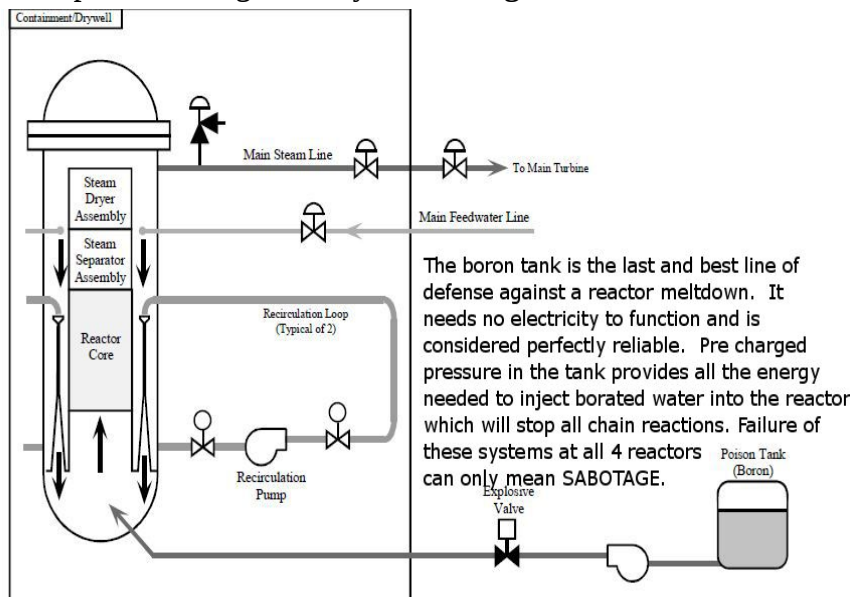 Containment/Drywell
Main Steam Line
To Main Turbine
Steam
Dryer
Assembly
Main Feedwater Line
Steam
Separator
Assembly
The boron tank is the last and best line of
defense against a reactor meltdown. It
needs no electricity to function and is
considered perfectly reliable. Pre charged
pressure in the tank provides all the energy
needed to inject borated water into the reactor
which will stop all chain reactions. Failure of
these systems at all 4 reactors
can only mean SABOTAGE.
Recirculation Loop
(Typical of 2)
Reactor
Core
Recirculation
Pump
Poison Tank
(Boron)
Explosive
Valve